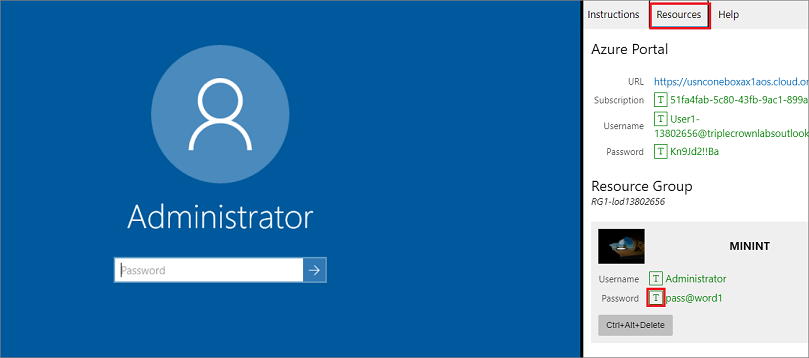 Administrator
Password
Instructions Resources Help
Azure Portal
URL https://usnconeboxax1aos.cloud.on
Subscription T 51fa4fab-5c80-43fb-9ac1-899a
Username T User1-
13802656@triplecrownlabsoutlook
Password T Kn9Jd2!!Ba
Resource Group
RG1-lod13802656
MININT
Username T Administrator
Password T pass@word1
Ctrl+Alt+Delete